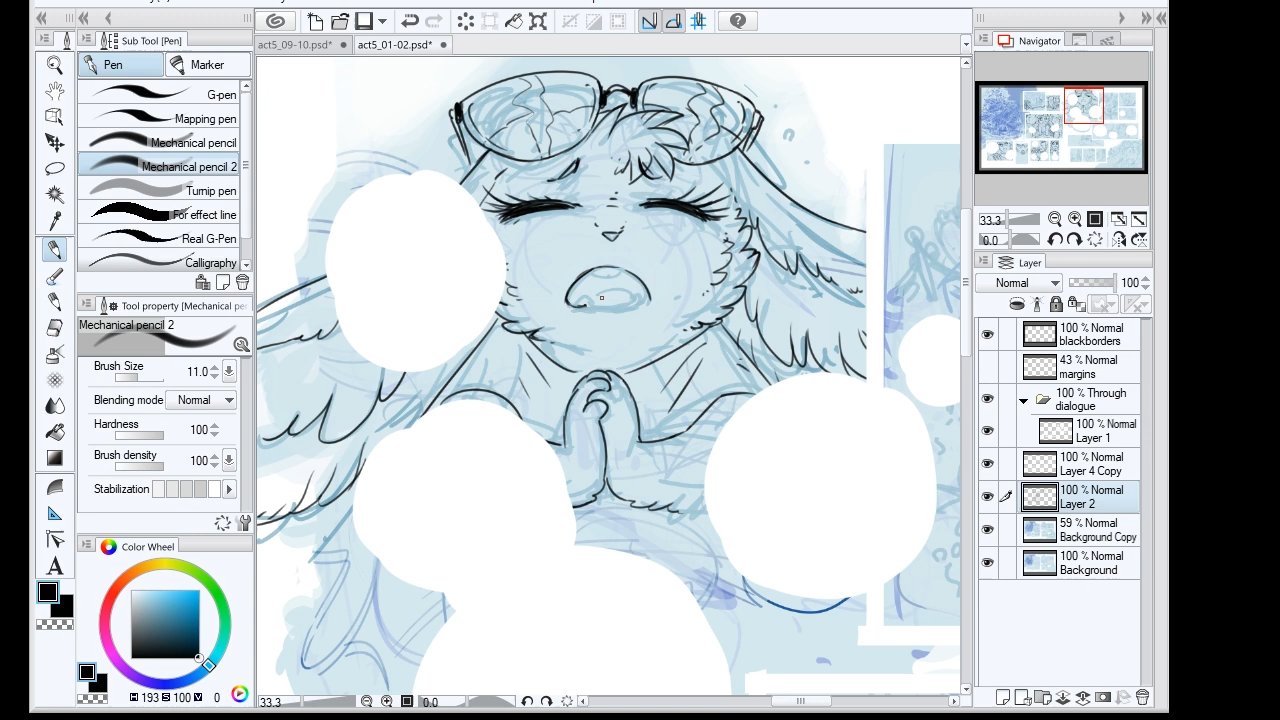 Sub Tool [Pen]
Pen
Marker
G-pen
Mapping pen
Mechanical pencil
Mechanical pencil 2
Turnip pen
For effect line
Real G-Pen
Calligraphy
Tool property [Mechanical per
Mechanical pencil 2
Brush Size
11.0
Blending mode
Normal
Hardness
100
Brush density
100
Stabilization
Color Wheel
H 193 S 100 V 0
act5_09-10.psd*
act5_01-02.psd*
33.3
0.0
Navigator
33.3
0.0
Layer
Normal
100
100 % Normal
blackborders
43 % Normal
margins
100 % Through
dialogue
100 % Normal
Layer 1
100 % Normal
Layer 4 Copy
100 % Normal
Layer 2
59 % Normal
Background Copy
100 % Normal
Background